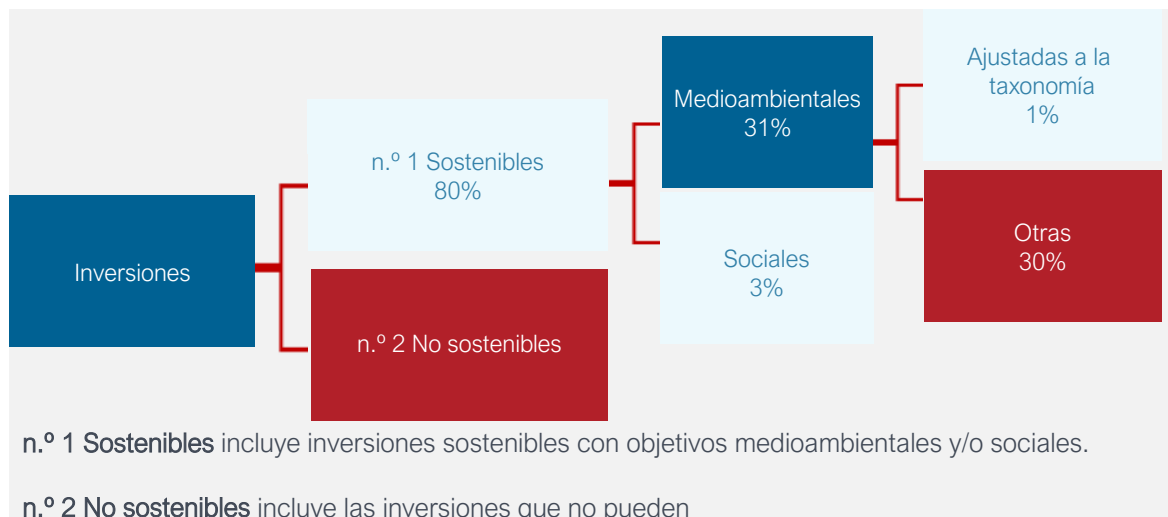 Inversiones
n.º 1 Sostenibles
80%
n.º 2 No sostenibles
Medioambientales
31%
Sociales
3%
Ajustadas a la
taxonomía
1%
Otras
30%
n.º 1 Sostenibles incluye inversiones sostenibles con objetivos medioambientales y/o sociales.
n.º 2 No sostenibles incluye las inversiones que no pueden